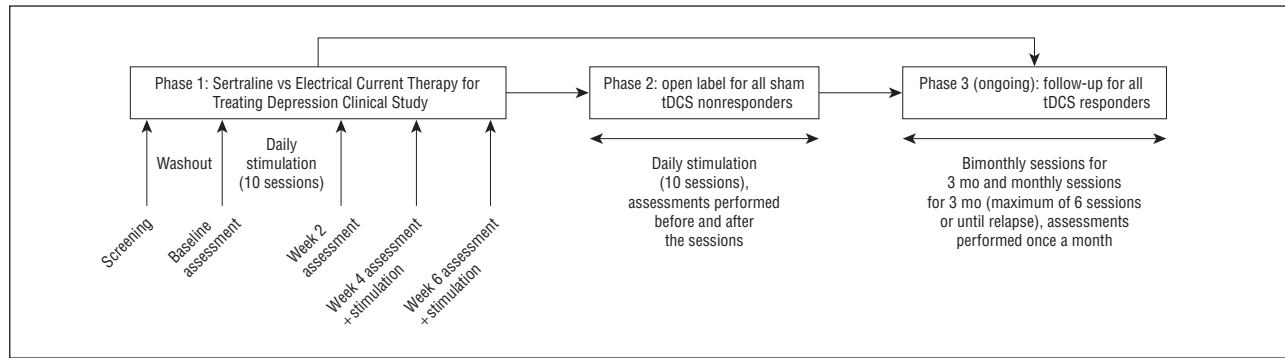 Phase 1: Sertraline vs Electrical Current Therapy for
Treating Depression Clinical Study
Phase 2: open label for all sham
tDCS nonresponders
Phase 3 (ongoing): follow-up for all
tDCS responders
Washout
Daily
stimulation
(10 sessions)
Screening
Baseline
assessment
Week 2
assessment
Week 4 assessment
+stimulation
Week 6 assessment
+stimulation
Daily stimulation
(10 sessions),
assessments performed
before and after
the sessions
Bimonthly sessions for
3 mo and monthly sessions
for 3 mo (maximum of 6 sessions
or until relapse), assessments
performed once a month